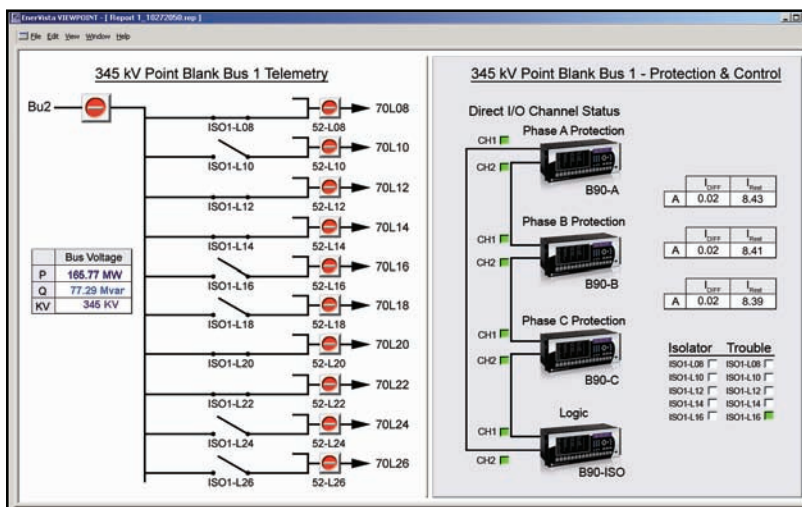 EnerVista VIEWPOINT - [ Report 1_10272050.rep ]
File Edit View Window Help
345 kV Point Blank Bus 1 Telemetry
Bu2
ISO1-L08
52-L08
70L08
ISO1-L10
52-L10
70L10
ISO1-L12
52-L12
70L12
ISO1-L14
52-L14
70L14
ISO1-L16
52-L16
70L16
ISO1-L18
52-L18
70L18
ISO1-L20
52-L20
70L20
ISO1-L22
52-L22
70L22
ISO1-L24
52-L24
70L24
ISO1-L26
52-L26
70L26
Bus Voltage
P 165.77 MW
Q 77.29 Mvar
KV 345 KV
345 kV Point Blank Bus 1 - Protection & Control
Direct I/O Channel Status
Phase A Protection
CH1
CH2
B90-A
Phase B Protection
CH1
CH2
B90-B
Phase C Protection
CH1
CH2
B90-C
Logic
CH1
CH2
B90-ISO
IDIFF IRest
A 0.02 8.43
IDIFF IRest
A 0.02 8.41
IDIFF IRest
A 0.02 8.39
Isolator Trouble
ISO1-L08 ISO1-L08
ISO1-L10 ISO1-L10
ISO1-L12 ISO1-L12
ISO1-L14 ISO1-L14
ISO1-L16 ISO1-L16